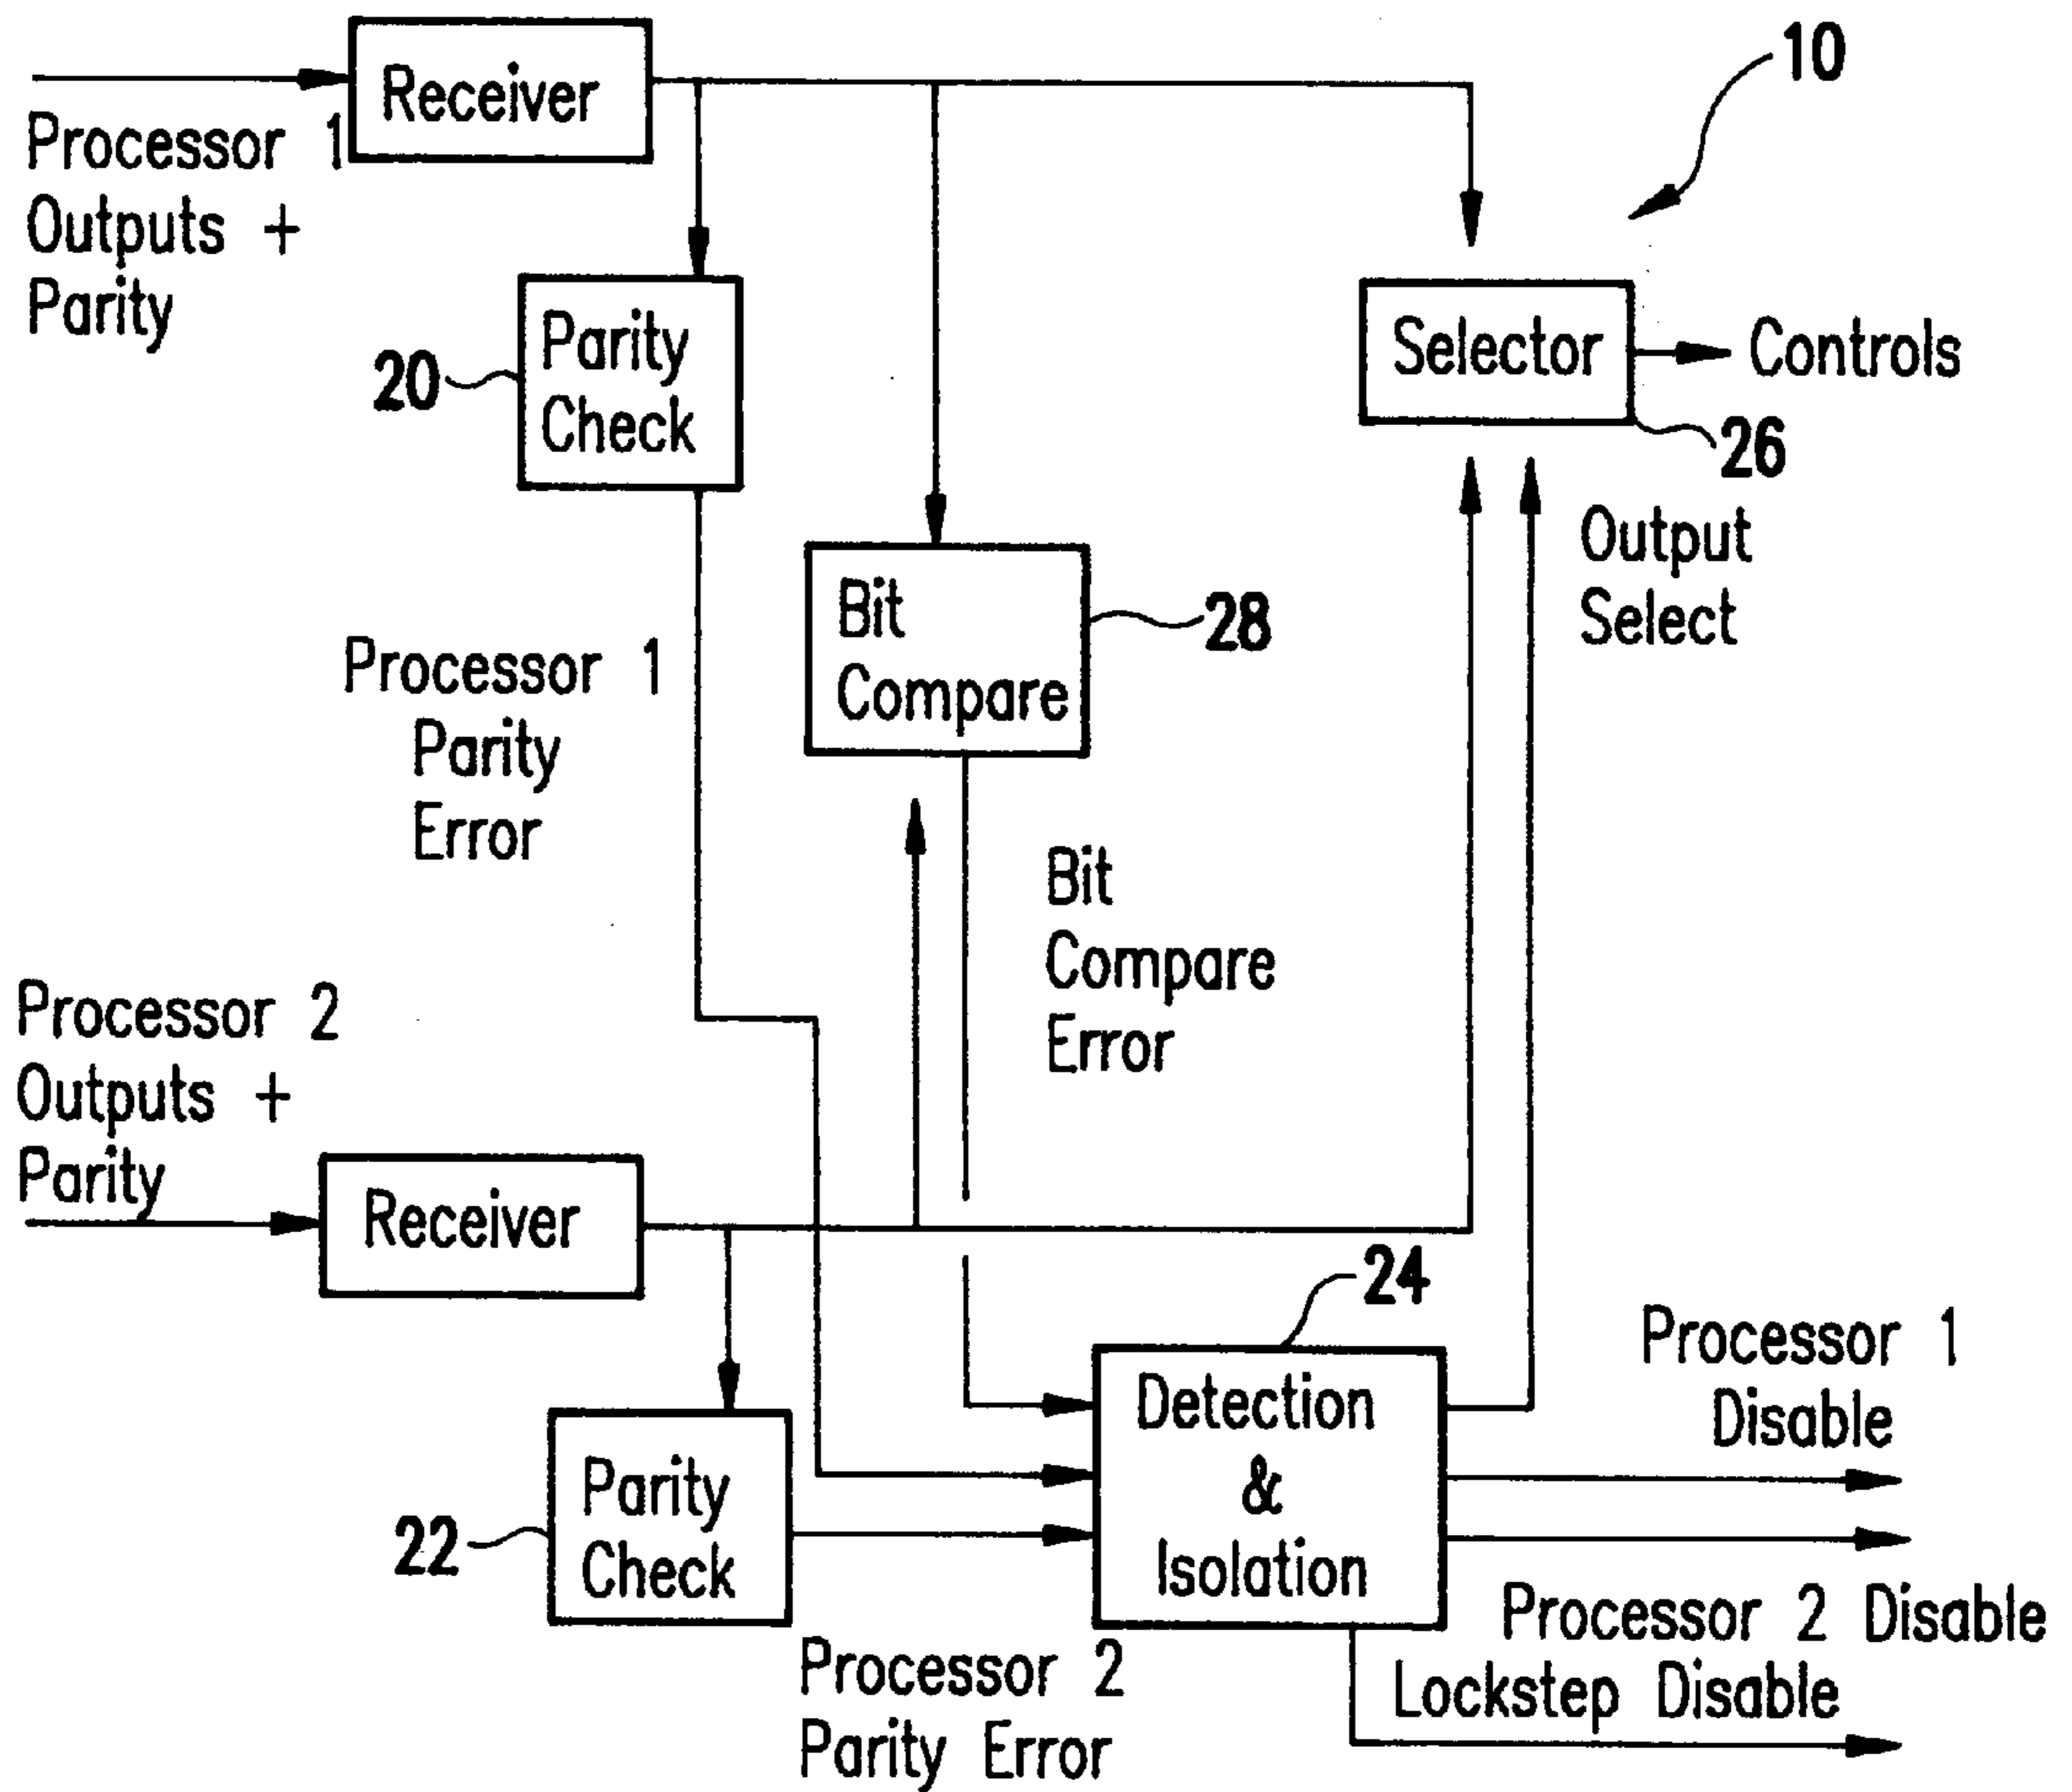 Receiver
10
Processor 1
Outputs +
Parity
Parity
Check
20
Selector
Controls
26
Output
Select
Bit
Compare
28
Processor 1
Parity
Error
Bit
Compare
Error
Processor 2
Outputs +
Parity
Receiver
24
Detection
&
Isolation
Processor 1
Disable
Parity
Check
22
Processor 2 Disable
Processor 2
Parity Error
Lockstep Disable